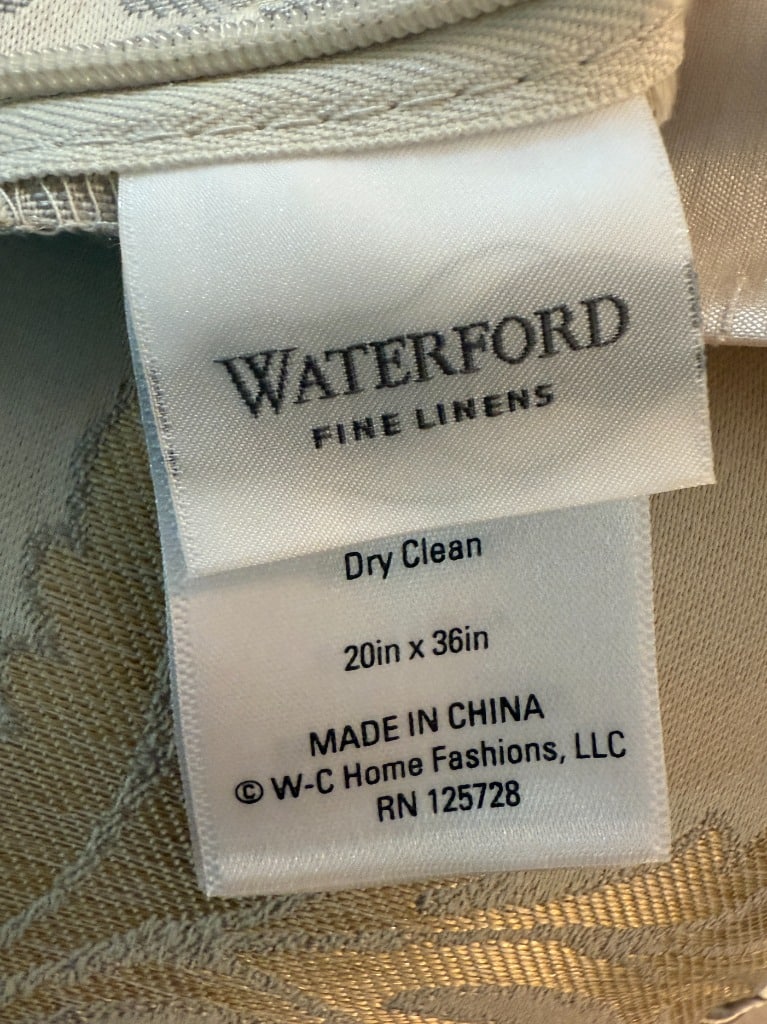 WATERFORD
FINE LINENS
Dry Clean
20in x 36in
MADE IN CHINA
© W-C Home Fashions, LLC
RN 125728